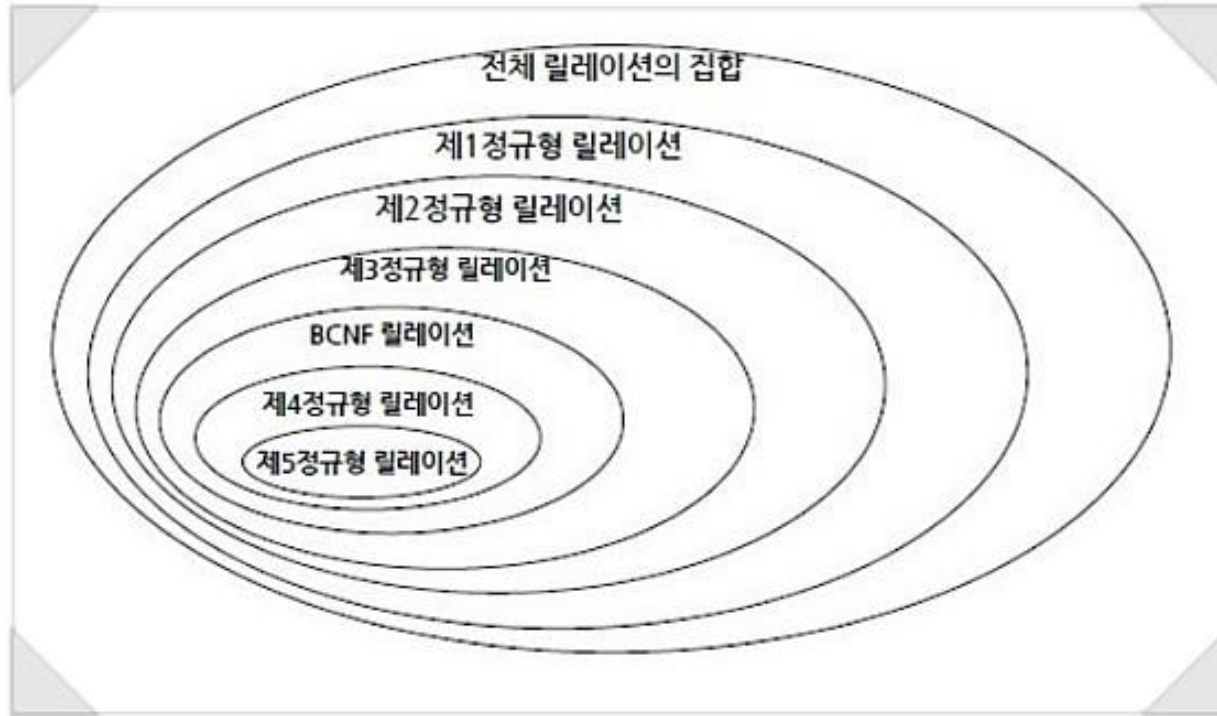 전체 릴레이션의 집합
제1정규형 릴레이션
제2정규형 릴레이션
제3정규형 릴레이션
BCNF 릴레이션
제4정규형 릴레이션
제5정규형 릴레이션